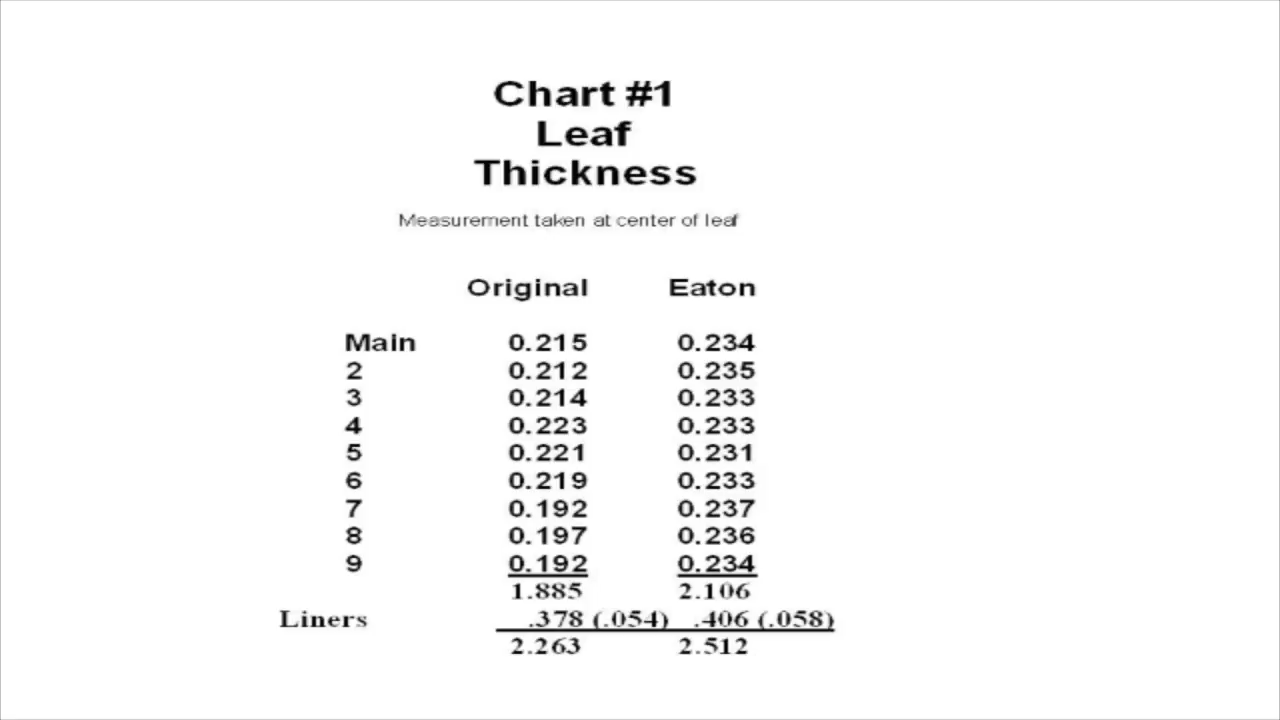 Chart #1
Leaf
Thickness
Measurement taken at center of leaf
Original Eaton
Main 0.215 0.234
2 0.212 0.235
3 0.214 0.233
4 0.223 0.233
5 0.221 0.231
6 0.219 0.233
7 0.192 0.237
8 0.197 0.236
9 0.192 0.234
1.885 2.106
Liners .378 (.054) .406 (.058)
2.263 2.512